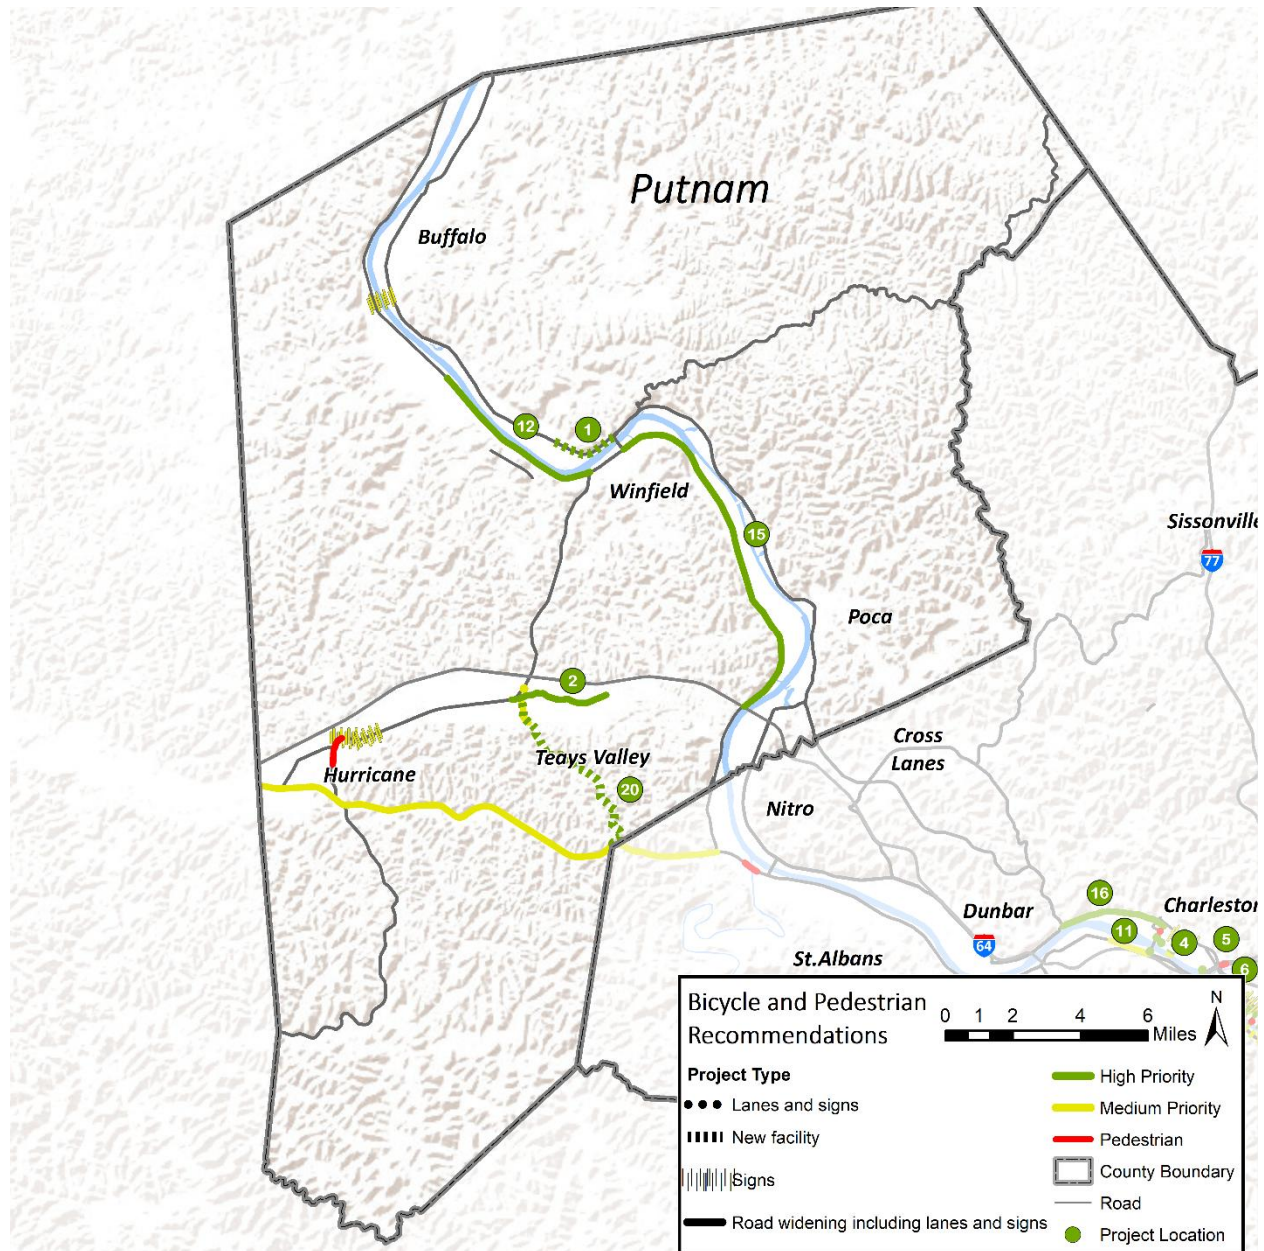 Putnam
Buffalo
12
1
Winfield
15
Sissonville
77
Poca
2
Cross
Lanes
Teays Valley
Hurricane
20
Nitro
16
Charleston
Dunbar
11
4
5
64
6
St.Albans
Bicycle and Pedestrian
Recommendations
0 1 2 4 6
Miles
N
Project Type
Lanes and signs
New facility
Signs
Road widening including lanes and signs
High Priority
Medium Priority
Pedestrian
County Boundary
Road
Project Location